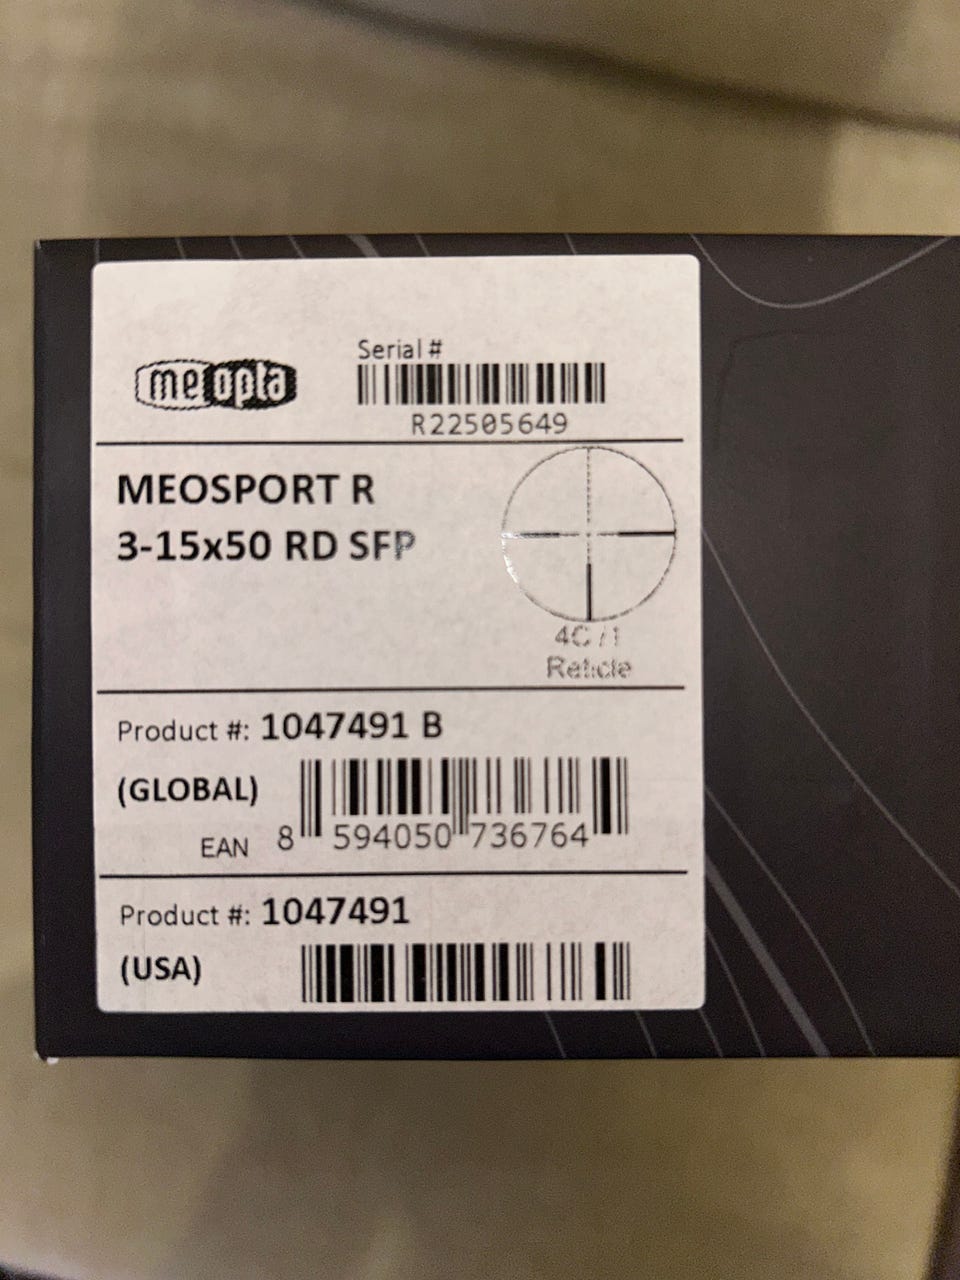 meopta
Serial #
R22505649
MEOSPORT R
3-15x50 RD SFP
4C / 1
Reticle
Product #: 1047491 B
(GLOBAL)
EAN 8 594050 736764
Product #: 1047491
(USA)